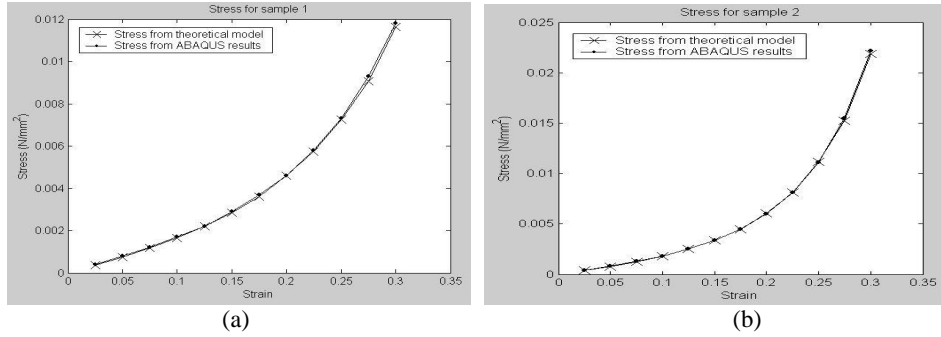 Stress for sample 1
Stress from theoretical model
Stress from ABAQUS results
Stress (N/mm²)
0.012
0.01
0.008
0.006
0.004
0.002
0
0.05
0.1
0.15
0.2
0.25
0.3
0.35
Strain
(a)
Stress for sample 2
Stress from theoretical model
Stress from ABAQUS results
Stress (N/mm²)
0.025
0.02
0.015
0.01
0.005
0
0.05
0.1
0.15
0.2
0.25
0.3
0.35
Strain
(b)